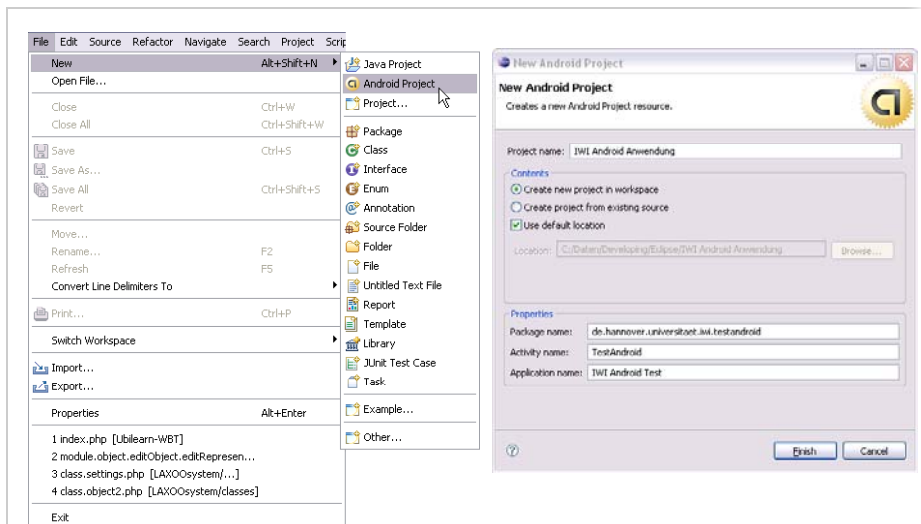 File Edit Source Refactor Navigate Search Project Scrip
New Alt+Shift+N
Open File...
Close Ctrl+W
Close All Ctrl+Shift+W
Save Ctrl+S
Save As...
Save All Ctrl+Shift+S
Revert
Move...
Rename... F2
Refresh F5
Convert Line Delimiters To
Print... Ctrl+P
Switch Workspace
Import...
Export...
Properties Alt+Enter
1 index.php [Ubilearn-WBT]
2 module.object.editObject.editRepresen...
3 class.settings.php [LAXOOsystem/...]
4 class.object2.php [LAXOOsystem/classes]
Exit
Java Project
Android Project
Project...
Package
Class
Interface
Enum
Annotation
Source Folder
Folder
File
Untitled Text File
Report
Template
Library
JUnit Test Case
Task
Example...
Other...
New Android Project
New Android Project
Creates a new Android Project resource.
Project name: IWI Android Anwendung
Contents
Create new project in workspace
Create project from existing source
Use default location
Location: C:/Daten/Developing/Eclipse/IWI Android Anwendung Browse...
Properties
Package name: de.hannover.universitaet.iwi.testandroid
Activity name: TestAndroid
Application name: IWI Android Test
Finish Cancel